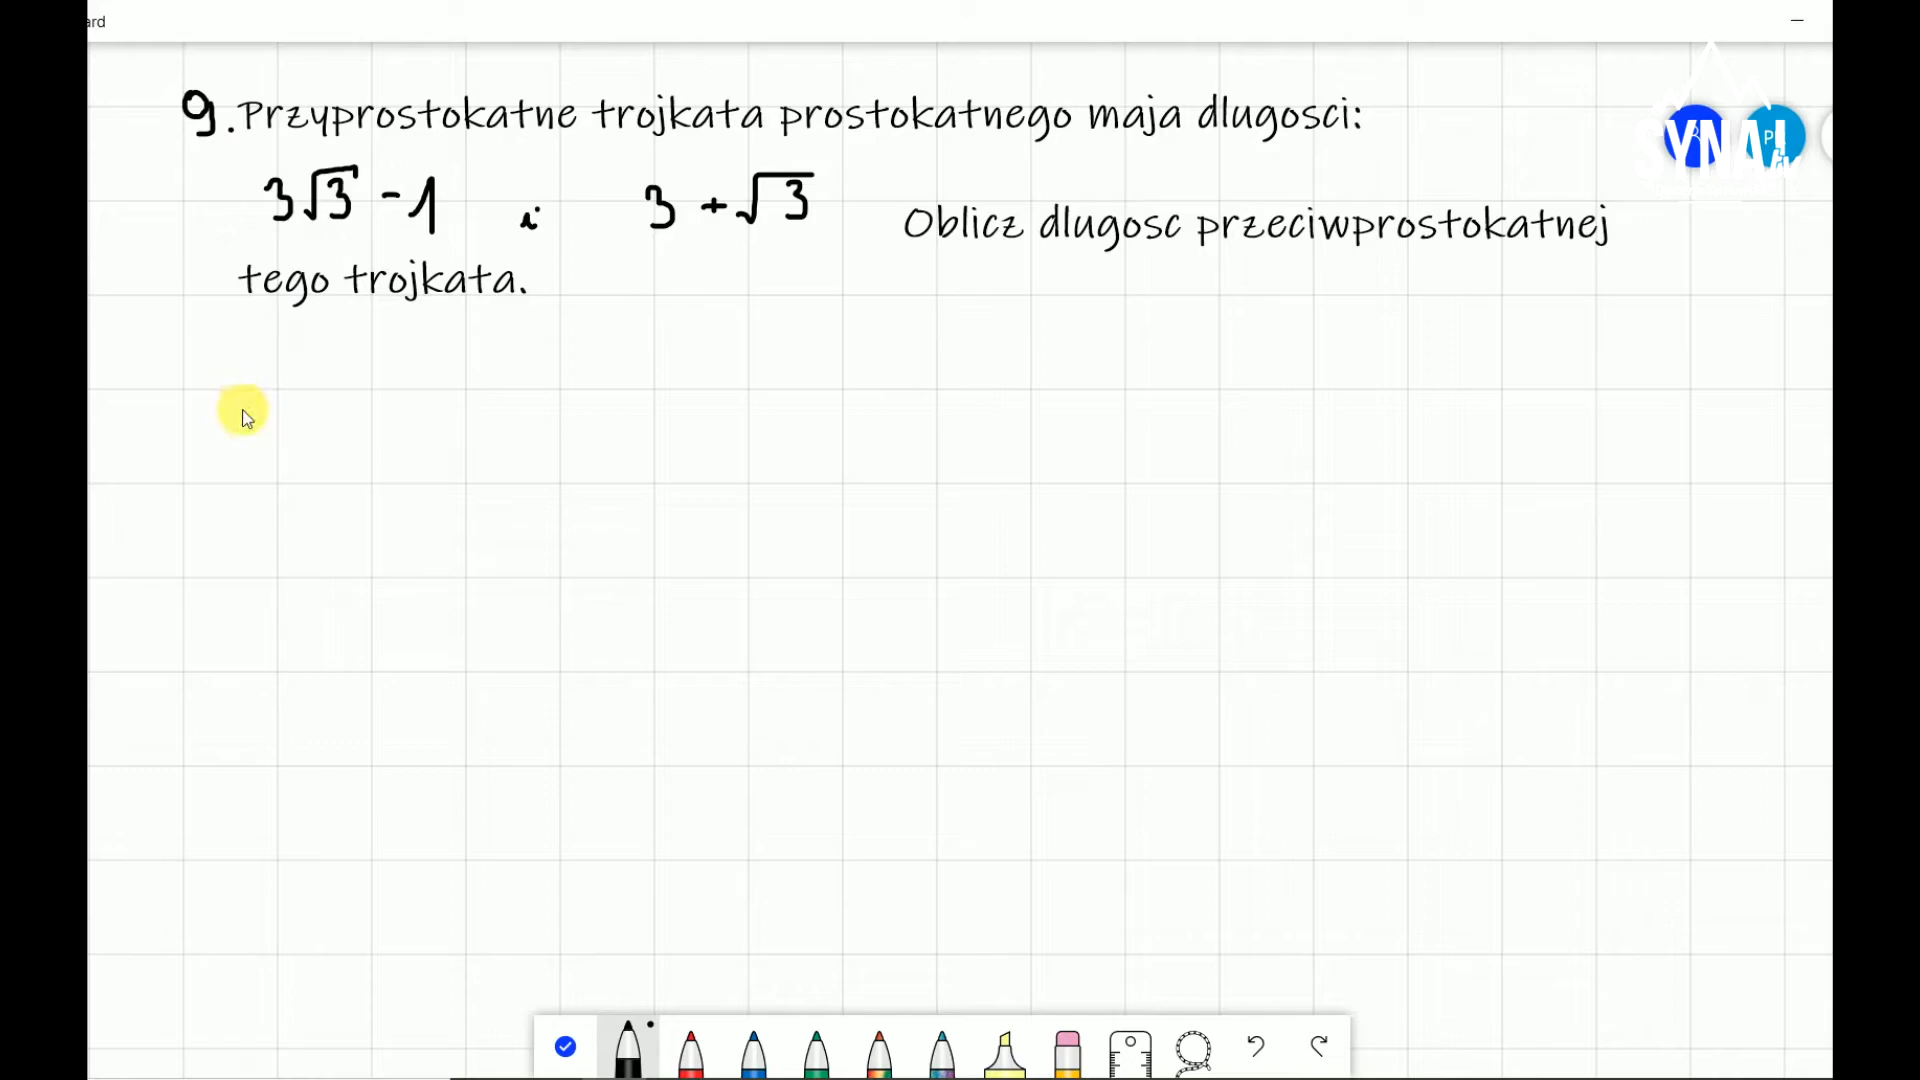 ard
9. Przyprostokatne trojkata prostokatnego maja dlugosci:
3√3 - 1 i 3 + √3 Oblicz dlugosc przeciwprostokatnej
tego trojkata.